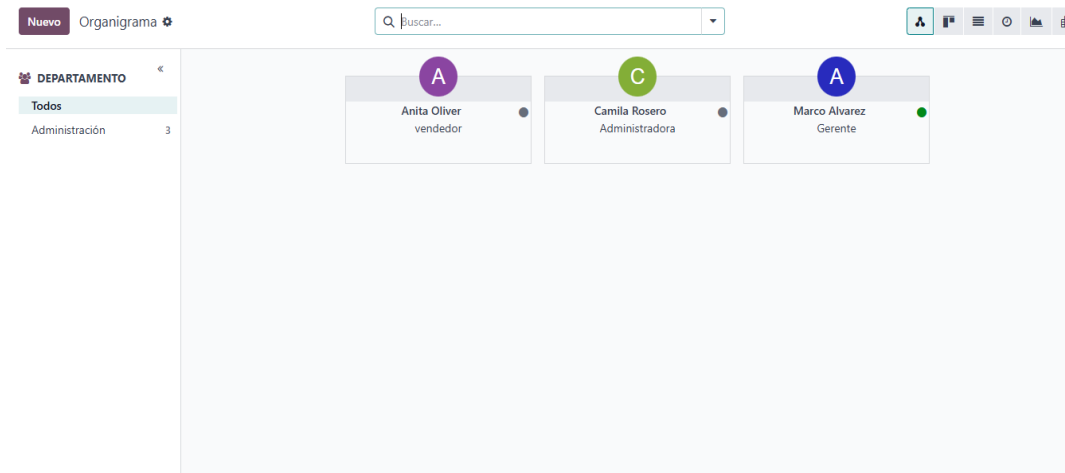 Nuevo Organigrama
Buscar...
DEPARTAMENTO
Todos
Administración 3
A
Anita Oliver
vendedor
C
Camila Rosero
Administradora
A
Marco Alvarez
Gerente